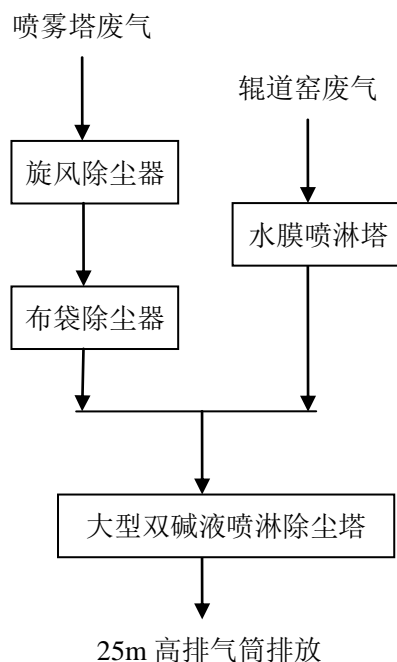 喷雾塔废气
辊道窑废气
旋风除尘器
水膜喷淋塔
布袋除尘器
大型双碱液喷淋除尘塔
25m 高排气筒排放